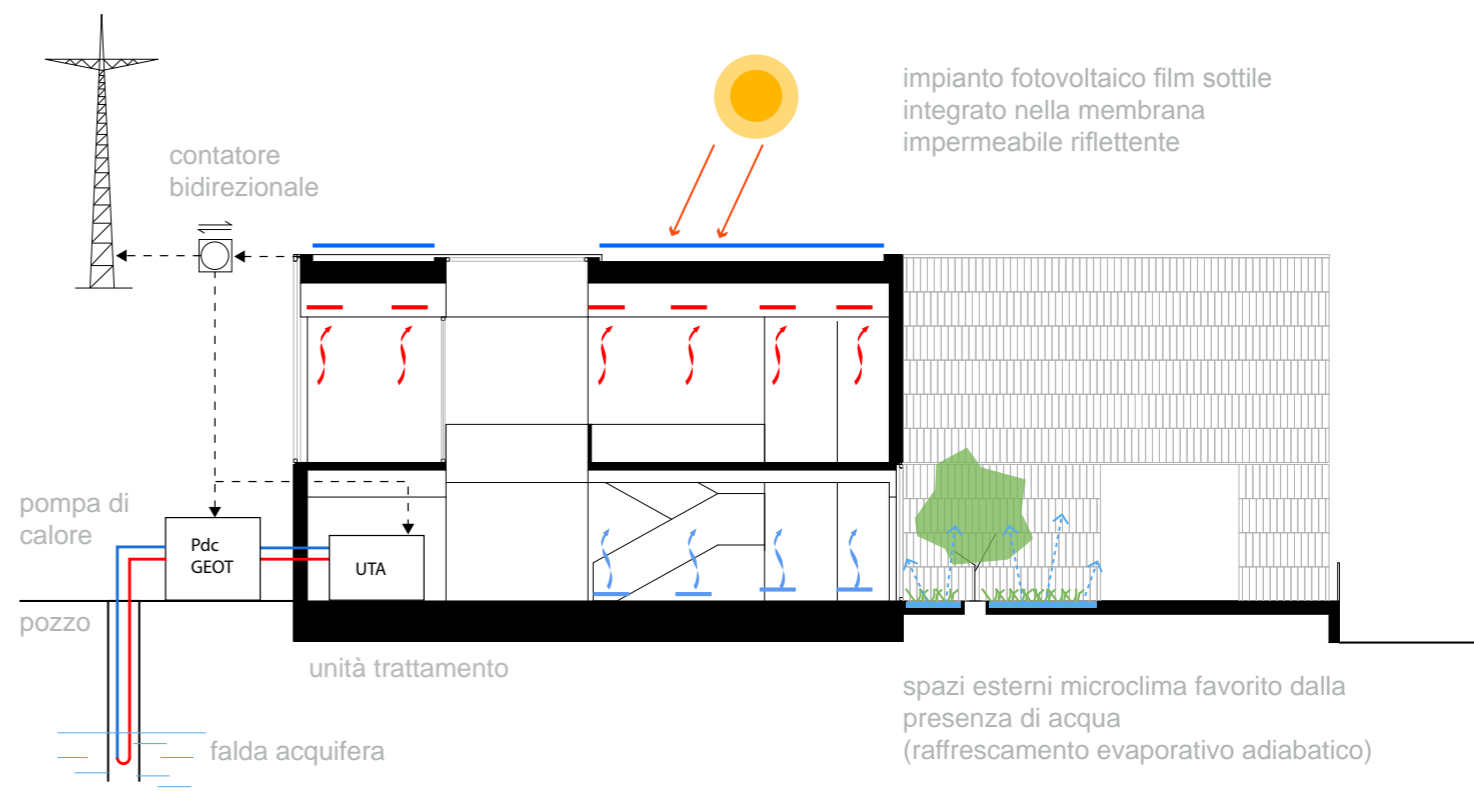 impianto fotovoltaico film sottile
integrato nella membrana
impermeabile riflettente
contatore
bidirezionale
pompa di
calore
Pdc
GEOT
UTA
pozzo
unità trattamento
falda acquifera
spazi esterni microclima favorito dalla
presenza di acqua
(raffrescamento evaporativo adiabatico)